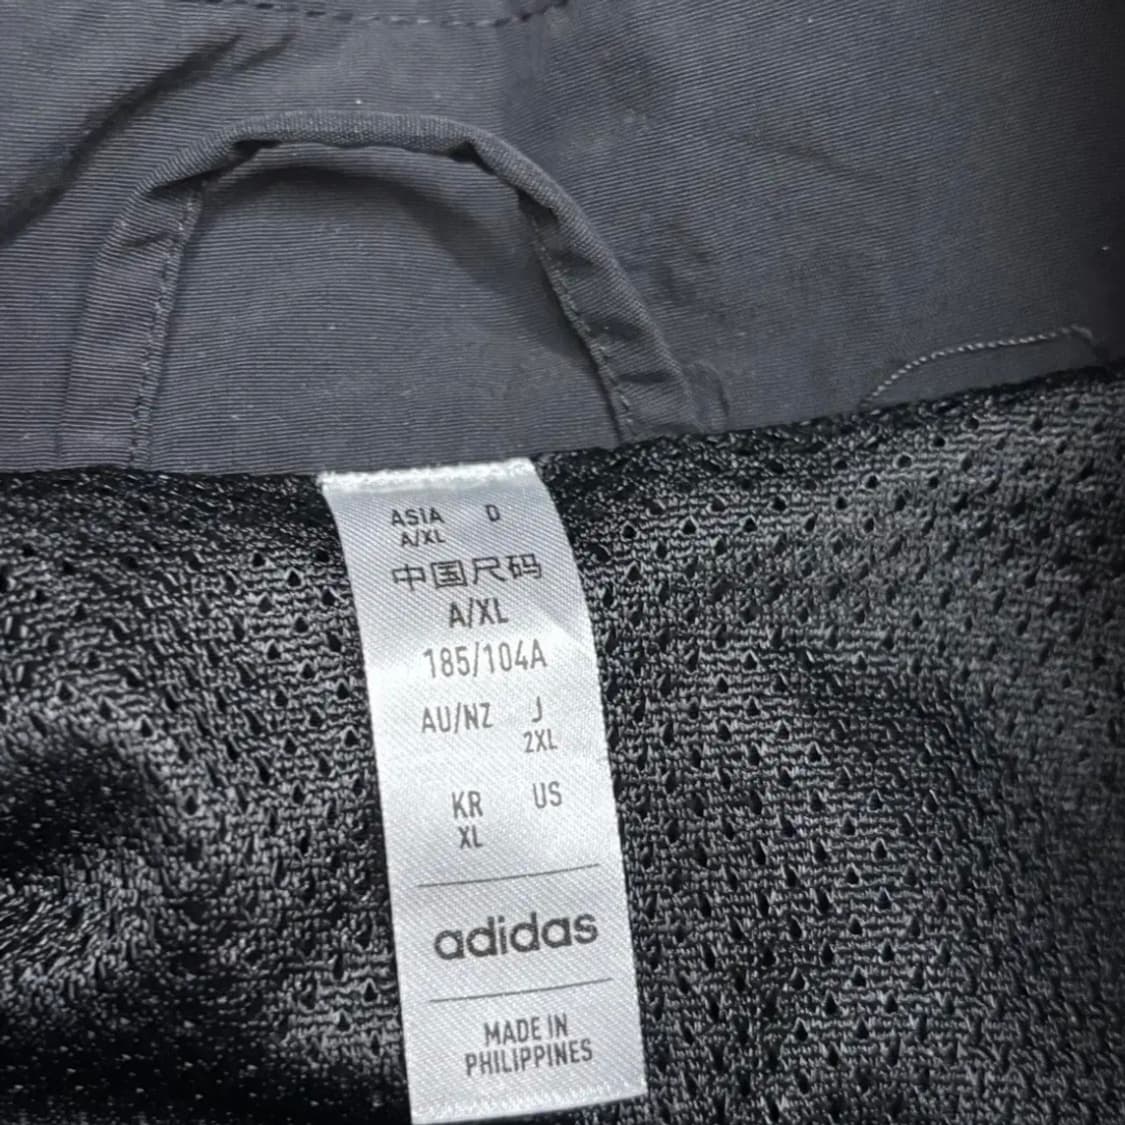 ASIA D
A/XL
中国尺码
A/XL
185/104A
AU/NZ J
2XL
KR US
XL
adidas
MADE IN
PHILIPPINES